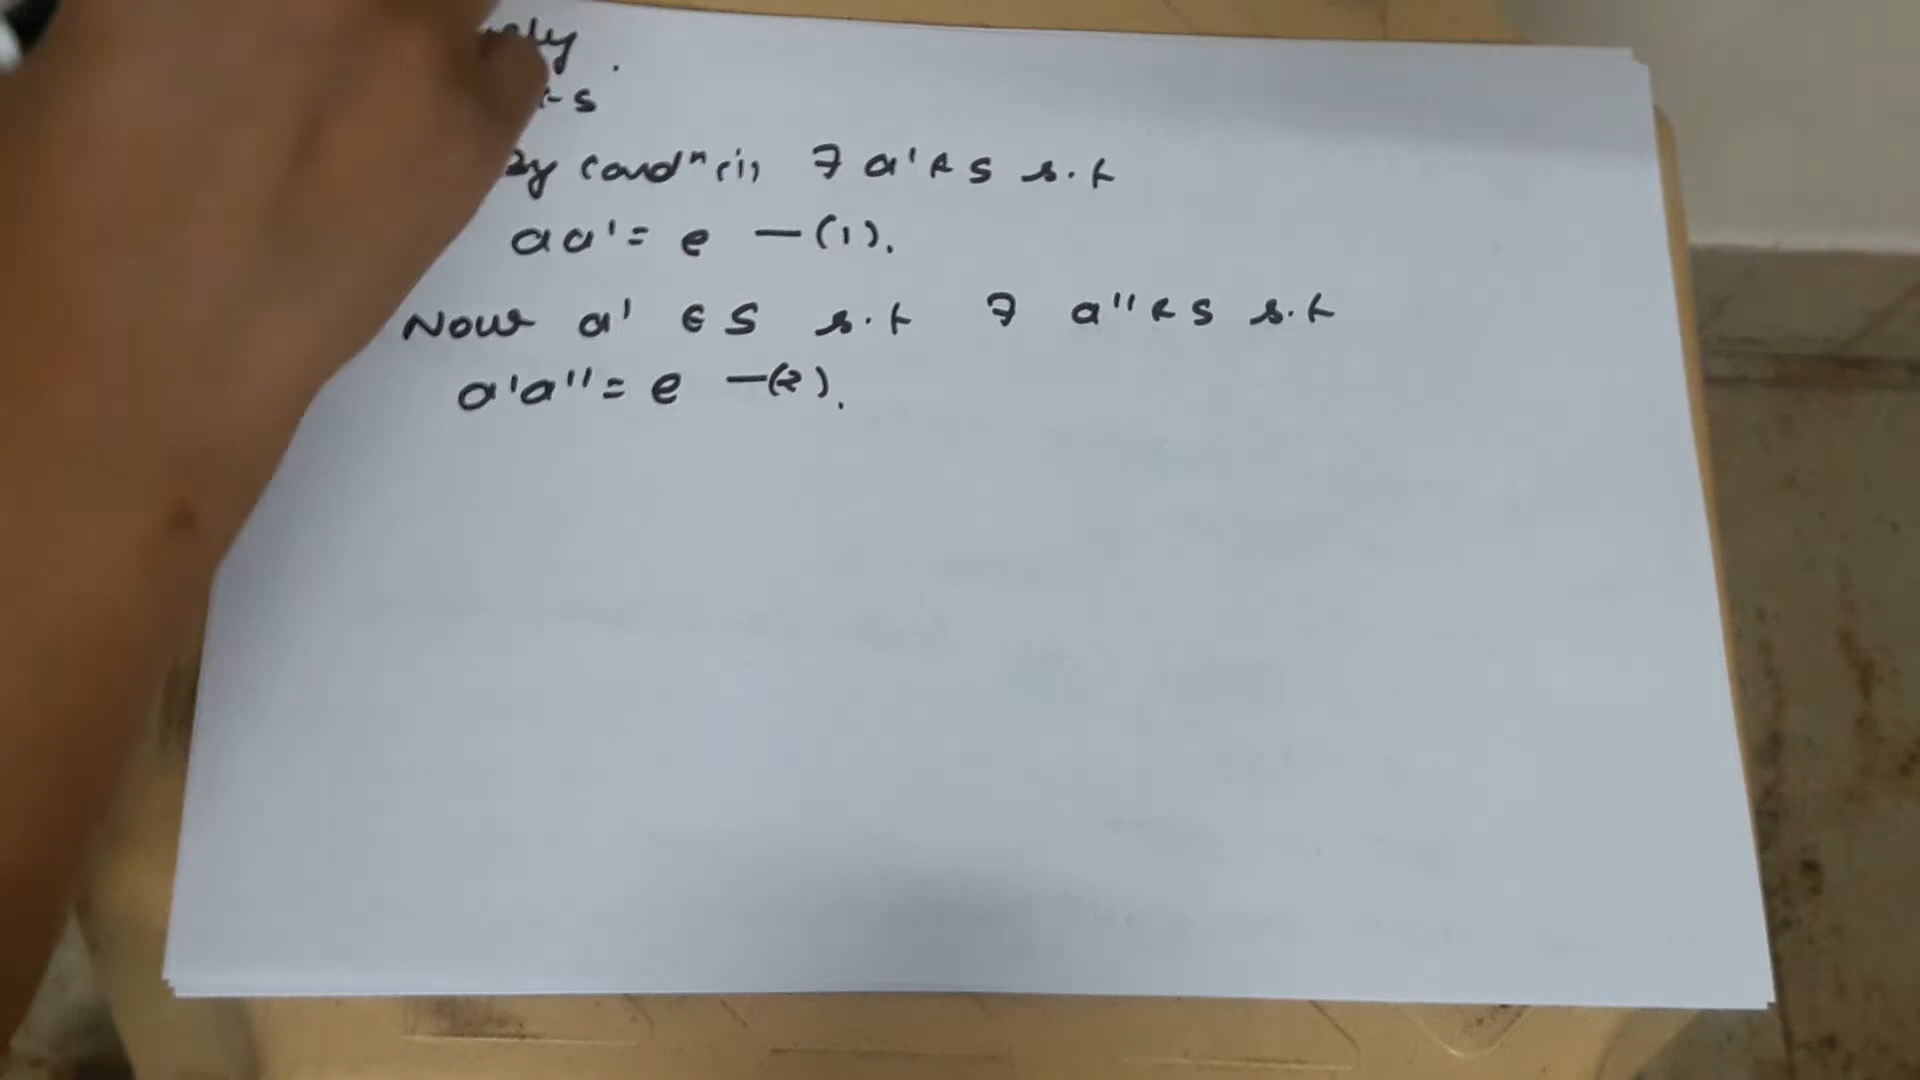 .
S
By condⁿ (i) ∃ a' ∈ S s.t
aa' = e —(1).
Now a' ∈ S s.t ∃ a'' ∈ S s.t
a'a'' = e —(2).